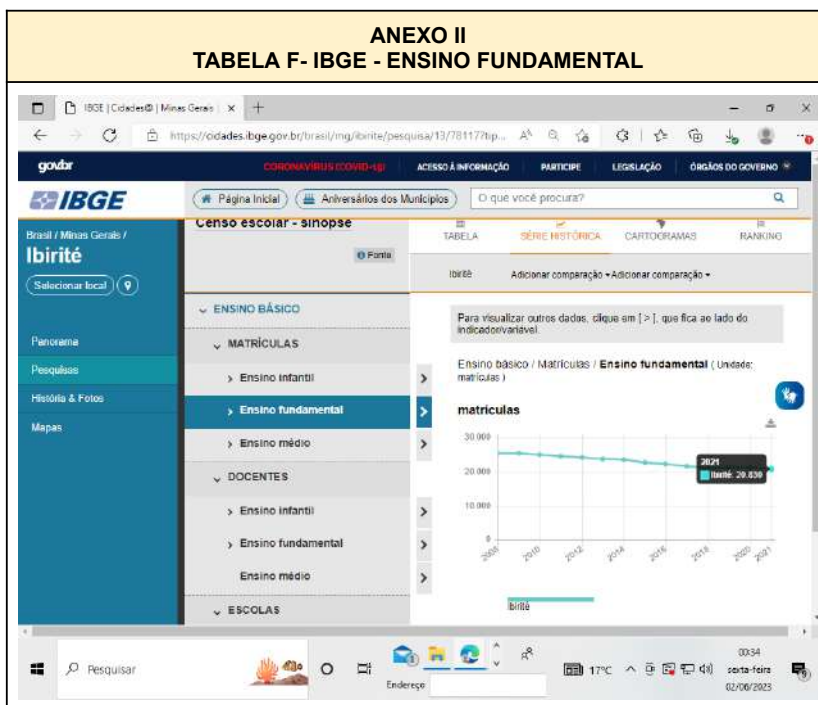 ANEXO II
TABELA F- IBGE - ENSINO FUNDAMENTAL
IBGE | Cidades@ | Minas Gerais
https://cidades.ibge.gov.br/brasil/mg/ibirite/pesquisa/13/78117?tip...
govbr
CORONAVÍRUS (COVID-19)
ACESSO À INFORMAÇÃO
PARTICIPE
LEGISLAÇÃO
ÓRGÃOS DO GOVERNO
IBGE
Página Inicial
Aniversários dos Municípios
O que você procura?
Brasil / Minas Gerais /
Ibirité
Selecionar local
Panorama
Pesquisas
História & Fotos
Mapas
Censo escolar - sinopse
Fonte
ENSINO BÁSICO
MATRÍCULAS
Ensino infantil
Ensino fundamental
Ensino médio
DOCENTES
Ensino infantil
Ensino fundamental
Ensino médio
ESCOLAS
TABELA
SÉRIE HISTÓRICA
CARTOGRAMAS
RANKING
Ibirité
Adicionar comparação
Adicionar comparação
Para visualizar outros dados, clique em [ > ], que fica ao lado do
indicador/variável.
Ensino básico / Matrículas / Ensino fundamental ( Unidade:
matrículas )
matrículas
30.000
20.000
10.000
0
2021
Ibirité: 20.830
2008
2010
2012
2014
2016
2018
2020
2021
Ibirité
Pesquisar
Endereço
17°C
00:34
sexta-feira
02/06/2023